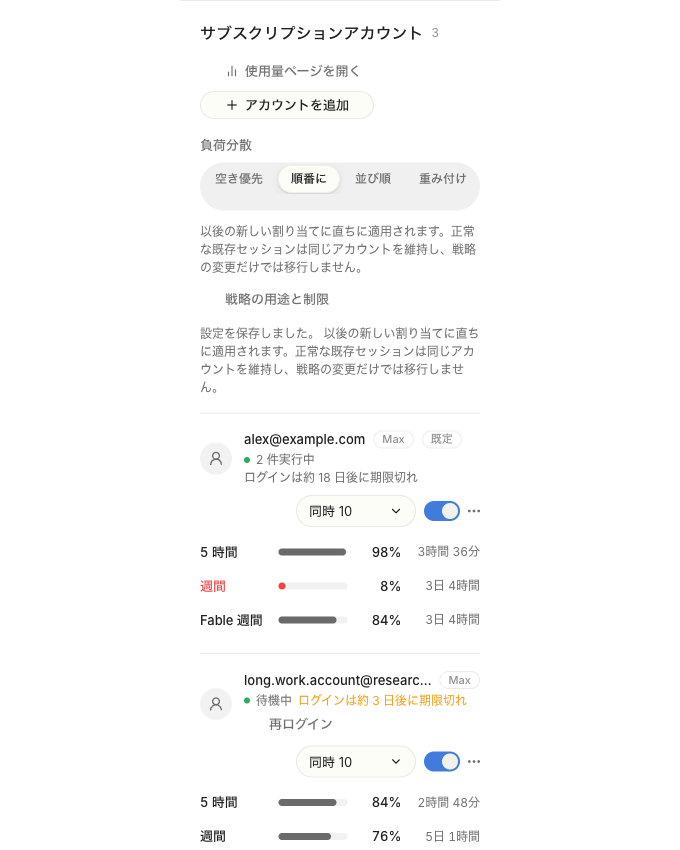 サブスクリプションアカウント 3
使用量ページを開く
+ アカウントを追加
負荷分散
空き優先 順番に 並び順 重み付け
以後の新しい割り当てに直ちに適用されます。正常
な既存セッションは同じアカウントを維持し、戦略
の変更だけでは移行しません。
戦略の用途と制限
設定を保存しました。 以後の新しい割り当てに直ち
に適用されます。正常な既存セッションは同じアカ
ウントを維持し、戦略の変更だけでは移行しませ
ん。
alex@example.com Max 既定
2 件実行中
ログインは約 18 日後に期限切れ
同時 10
5 時間 98% 3時間 36分
週間 8% 3日 4時間
Fable 週間 84% 3日 4時間
long.work.account@researc... Max
待機中 ログインは約 3 日後に期限切れ
再ログイン
同時 10
5 時間 84% 2時間 48分
週間 76% 5日 1時間